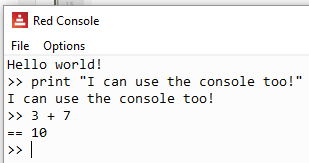 Red Console
File Options
Hello world!
>> print "I can use the console too!"
I can use the console too!
>> 3 + 7
== 10
>>